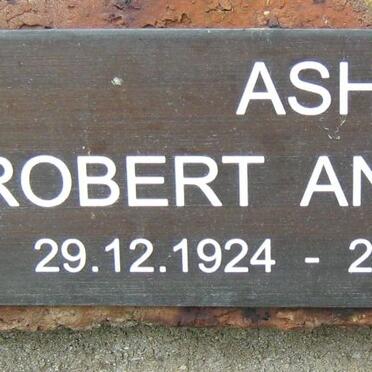 ASH
ROBERT AN
29.12.1924 - 2